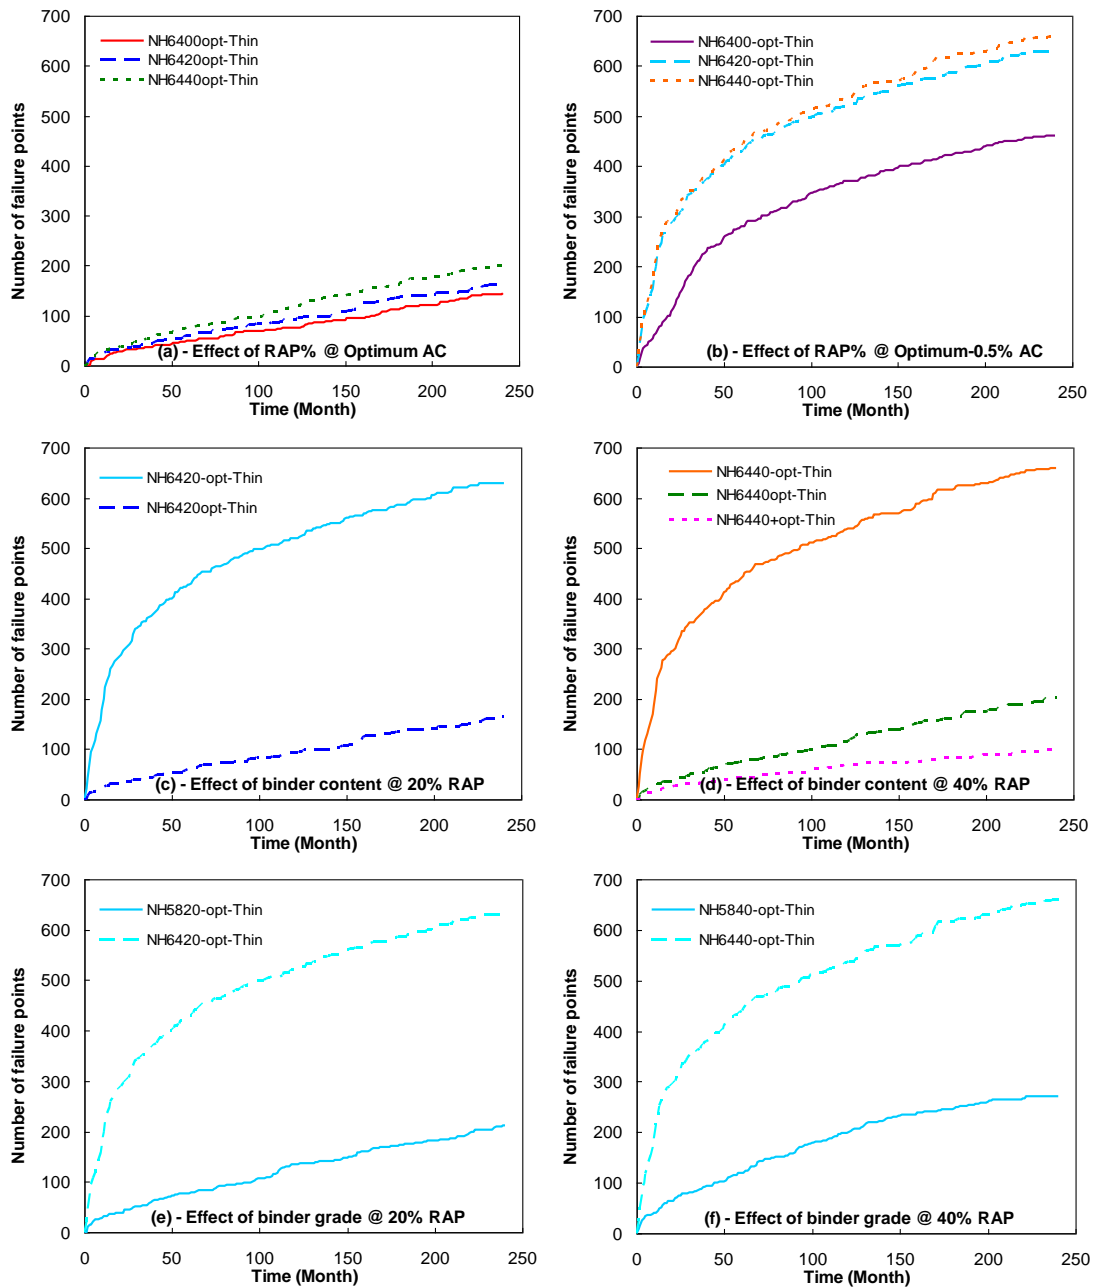 700
600
500
400
300
200
100
0
Number of failure points
NH6400opt-Thin
NH6420opt-Thin
NH6440opt-Thin
(a) - Effect of RAP% @ Optimum AC
0 50 100 150 200 250
Time (Month)
700
600
500
400
300
200
100
0
Number of failure points
NH6400-opt-Thin
NH6420-opt-Thin
NH6440-opt-Thin
(b) - Effect of RAP% @ Optimum-0.5% AC
0 50 100 150 200 250
Time (Month)
700
600
500
400
300
200
100
0
Number of failure points
NH6420-opt-Thin
NH6420opt-Thin
(c) - Effect of binder content @ 20% RAP
0 50 100 150 200 250
Time (Month)
700
600
500
400
300
200
100
0
Number of failure points
NH6440-opt-Thin
NH6440opt-Thin
NH6440+opt-Thin
(d) - Effect of binder content @ 40% RAP
0 50 100 150 200 250
Time (Month)
700
600
500
400
300
200
100
0
Number of failure points
NH5820-opt-Thin
NH6420-opt-Thin
(e) - Effect of binder grade @ 20% RAP
0 50 100 150 200 250
Time (Month)
700
600
500
400
300
200
100
0
Number of failure points
NH5840-opt-Thin
NH6440-opt-Thin
(f) - Effect of binder grade @ 40% RAP
0 50 100 150 200 250
Time (Month)